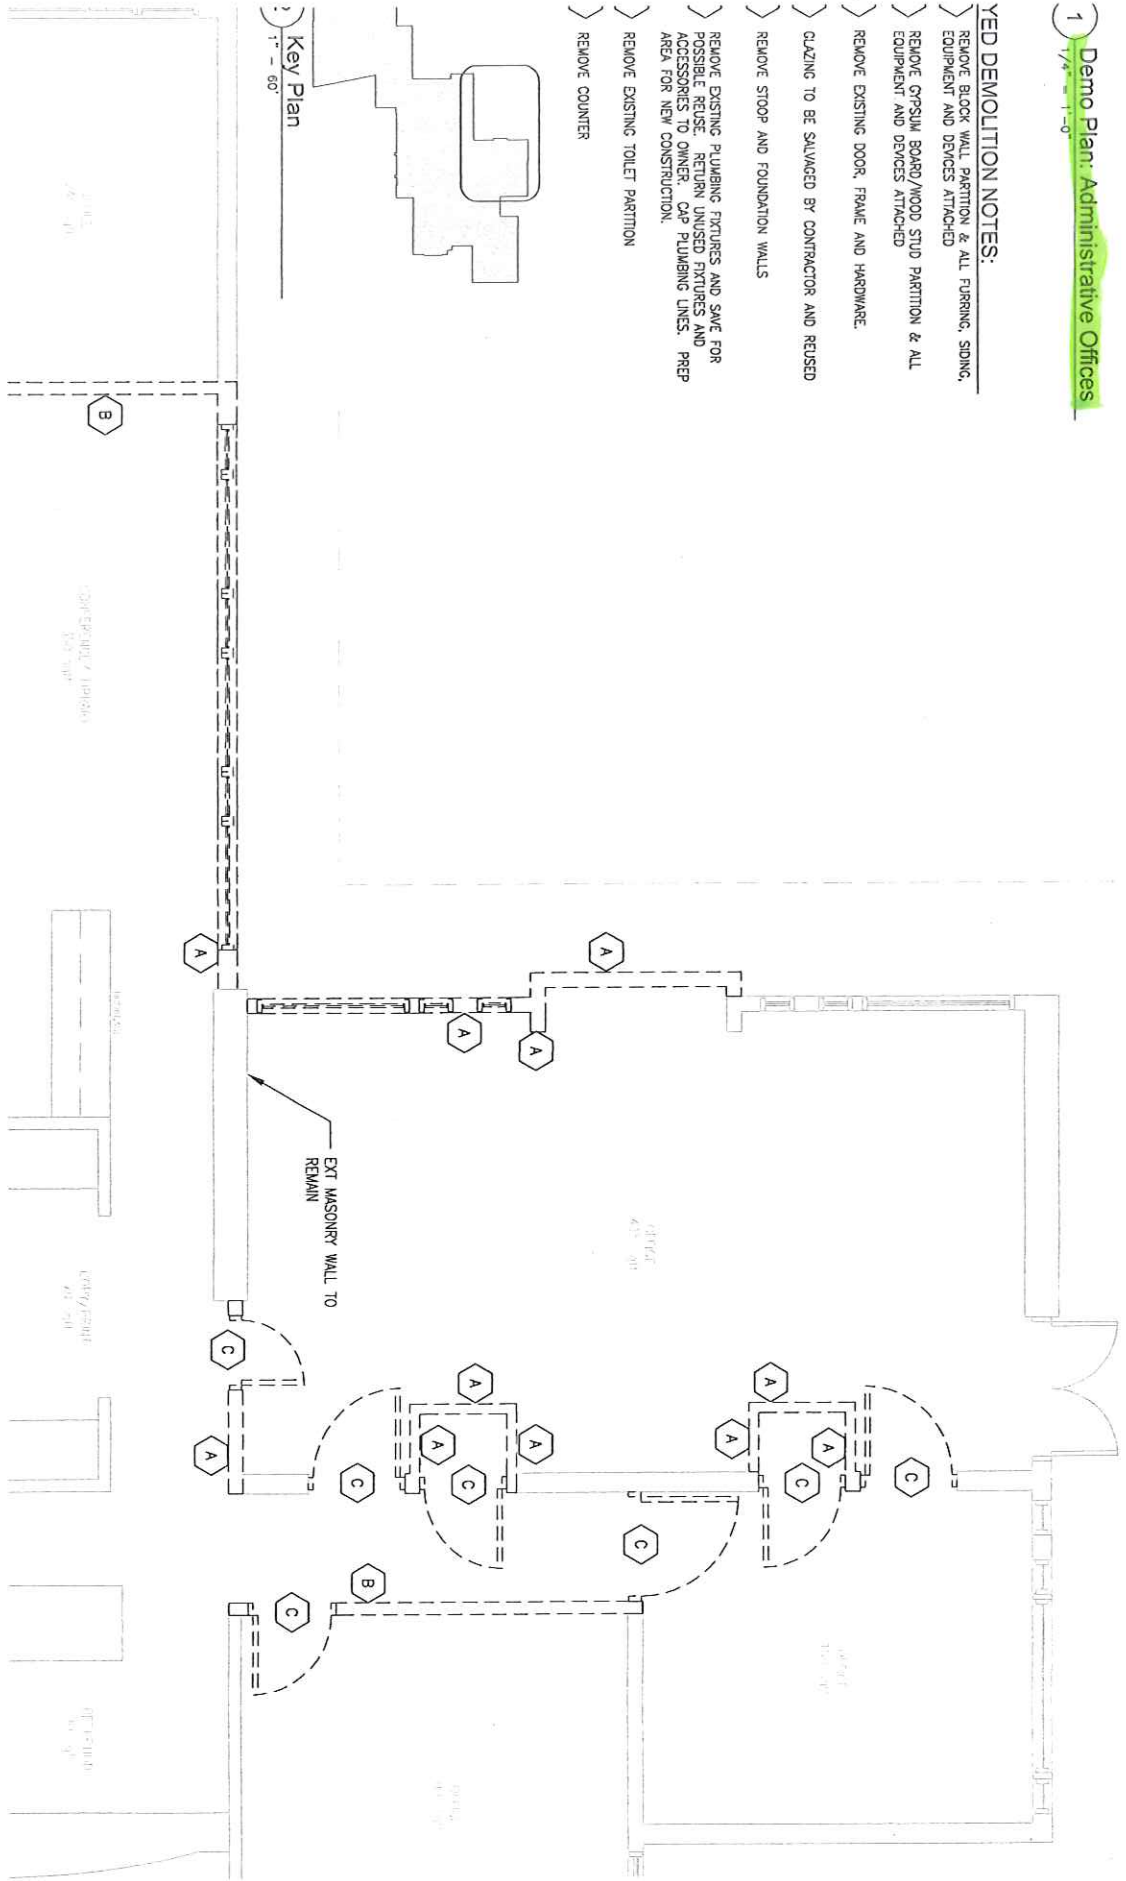 1
Demo Plan: Administrative Offices
1/4" = 1'-0"
YED DEMOLITION NOTES:
REMOVE BLOCK WALL PARTITION & ALL FURRING, SIDING,
EQUIPMENT AND DEVICES ATTACHED
REMOVE GYPSUM BOARD/WOOD STUD PARTITION & ALL
EQUIPMENT AND DEVICES ATTACHED
REMOVE EXISTING DOOR, FRAME AND HARDWARE.
GLAZING TO BE SALVAGED BY CONTRACTOR AND REUSED
REMOVE STOOP AND FOUNDATION WALLS
REMOVE EXISTING PLUMBING FIXTURES AND SAVE FOR
POSSIBLE REUSE. RETURN UNUSED FIXTURES AND
ACCESSORIES TO OWNER. CAP PLUMBING LINES. PREP
AREA FOR NEW CONSTRUCTION.
REMOVE EXISTING TOILET PARTITION
REMOVE COUNTER
Key Plan
1" - 60'
B
A
A
A
A
EXT MASONRY WALL TO
REMAIN
OFFICE
C
A
A
A
A
A
A
A
C
C
C
C
C
B
C